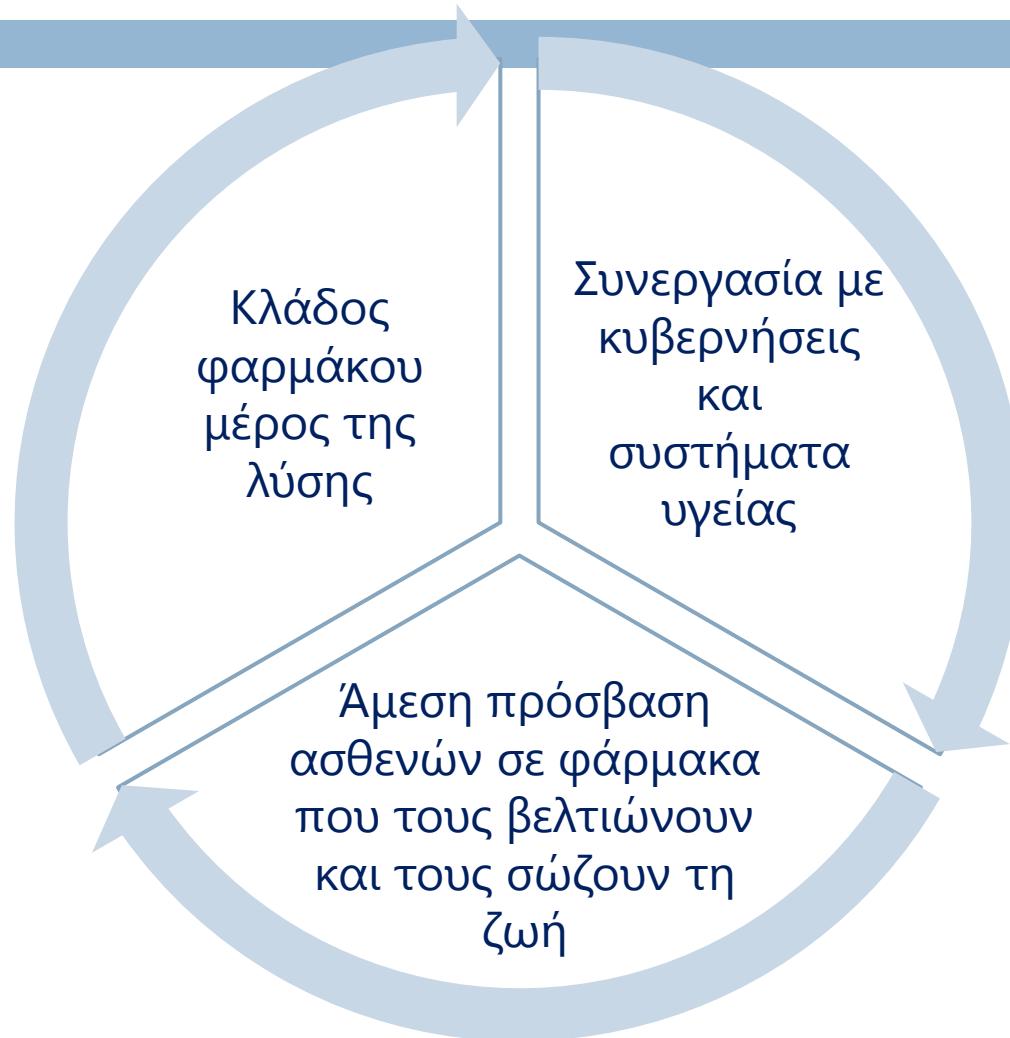 Κλάδος
φαρμάκου
μέρος της
λύσης
Συνεργασία με
κυβερνήσεις
και
συστήματα
υγείας
Άμεση πρόσβαση
ασθενών σε φάρμακα
που τους βελτιώνουν
και τους σώζουν τη
ζωή